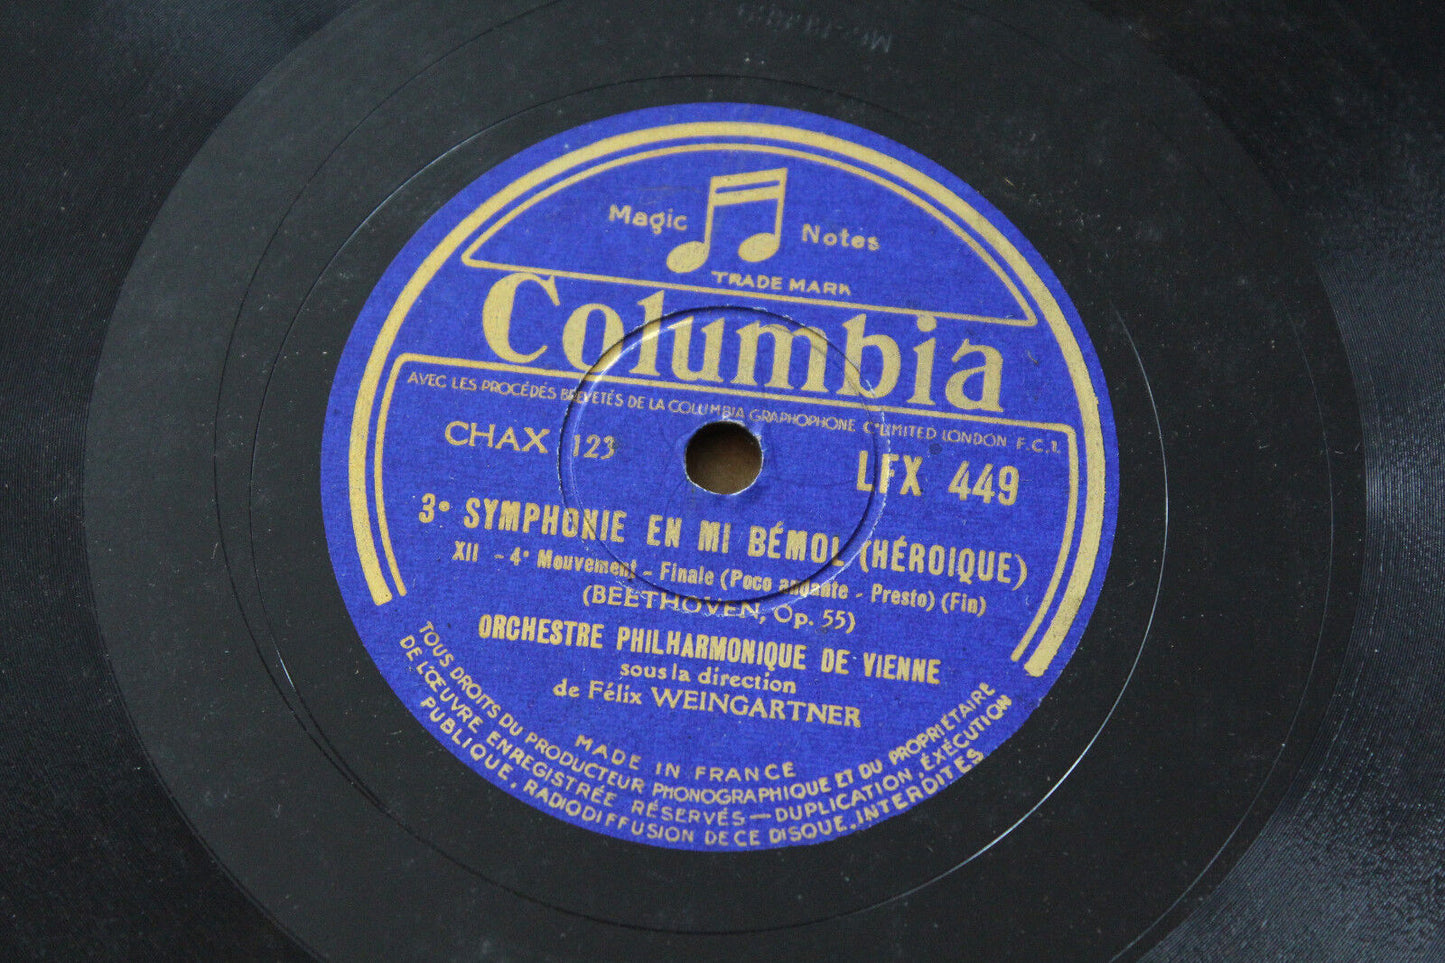 Magic Notes
TRADE MARK
Columbia
AVEC LES PROCÉDÉS BREVETÉS DE LA COLUMBIA GRAPHOPHONE Cº LIMITED LONDON F.C.1.
CHAX 123
LFX 449
3e SYMPHONIE EN MI BÉMOL (HÉROIQUE)
XII - 4e Mouvement - Finale (Poco andante - Presto) (Fin)
(BEETHOVEN, Op. 55)
ORCHESTRE PHILHARMONIQUE DE VIENNE
sous la direction
de Félix WEINGARTNER
MADE IN FRANCE
TOUS DROITS DU PRODUCTEUR PHONOGRAPHIQUE ET DU PROPRIÉTAIRE
DE L'ŒUVRE ENREGISTRÉE RÉSERVÉS — DUPLICATION, EXÉCUTION
PUBLIQUE, RADIODIFFUSION DE CE DISQUE, INTERDITES